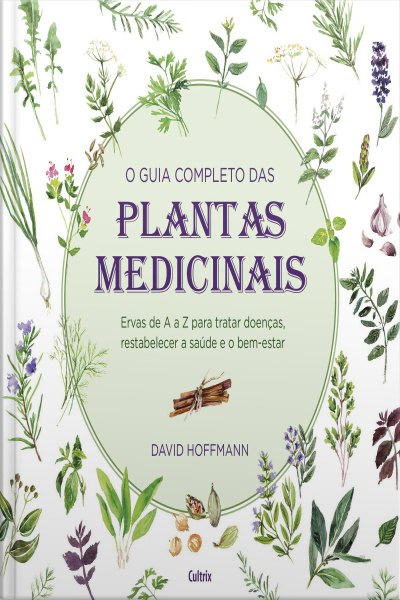 O GUIA COMPLETO DAS
PLANTAS
MEDICINAIS
Ervas de A a Z para tratar doenças,
restabelecer a saúde e o bem-estar
DAVID HOFFMANN
Cultrix